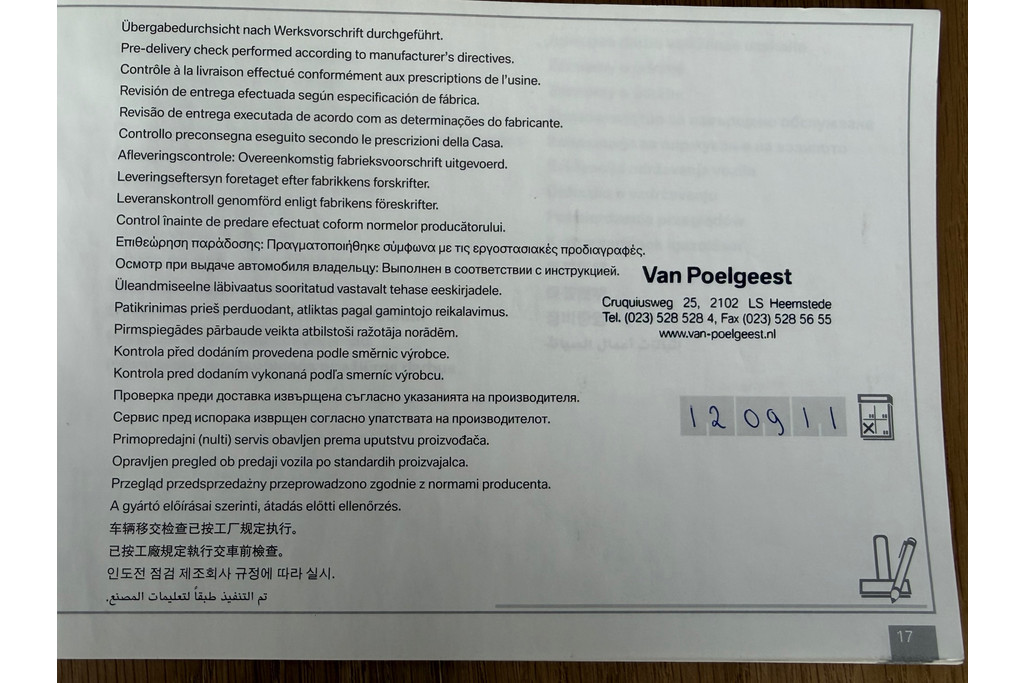 Übergabedurchsicht nach Werksvorschrift durchgeführt.
Pre-delivery check performed according to manufacturer's directives.
Contrôle à la livraison effectué conformément aux prescriptions de l'usine.
Revisión de entrega efectuada según especificación de fábrica.
Revisão de entrega executada de acordo com as determinações do fabricante.
Controllo preconsegna eseguito secondo le prescrizioni della Casa.
Afleveringscontrole: Overeenkomstig fabrieksvoorschrift uitgevoerd.
Leveringseftersyn foretaget efter fabrikkens forskrifter.
Leveranskontroll genomförd enligt fabrikens föreskrifter.
Control înainte de predare efectuat coform normelor producătorului.
Επιθεώρηση παράδοσης: Πραγματοποιήθηκε σύμφωνα με τις εργοστασιακές προδιαγραφές.
Осмотр при выдаче автомобиля владельцу: Выполнен в соответствии с инструкцией.
Üleandmiseelne läbivaatus sooritatud vastavalt tehase eeskirjadele.
Patikrinimas prieš perduodant, atliktas pagal gamintojo reikalavimus.
Pirmspiegādes pārbaude veikta atbilstoši ražotāja norādēm.
Kontrola před dodáním provedena podle směrnic výrobce.
Kontrola pred dodaním vykonaná podľa smerníc výrobcu.
Проверка преди доставка извършена съгласно указанията на производителя.
Сервис пред испорака изврщен согласно упатствата на производителот.
Primopredajni (nulti) servis obavljen prema uputstvu proizvođača.
Opravljen pregled ob predaji vozila po standardih proizvajalca.
Przegląd przedsprzedażny przeprowadzono zgodnie z normami producenta.
A gyártó előírásai szerinti, átadás előtti ellenőrzés.
车辆移交检查已按工厂规定执行。
已按工廠規定執行交車前檢查。
인도전 점검 제조회사 규정에 따라 실시.
تم التنفيذ طبقاً لتعليمات المصنع.
Van Poelgeest
Cruquiusweg 25, 2102 LS Heemstede
Tel. (023) 528 528 4, Fax (023) 528 56 55
www.van-poelgeest.nl
120911
17